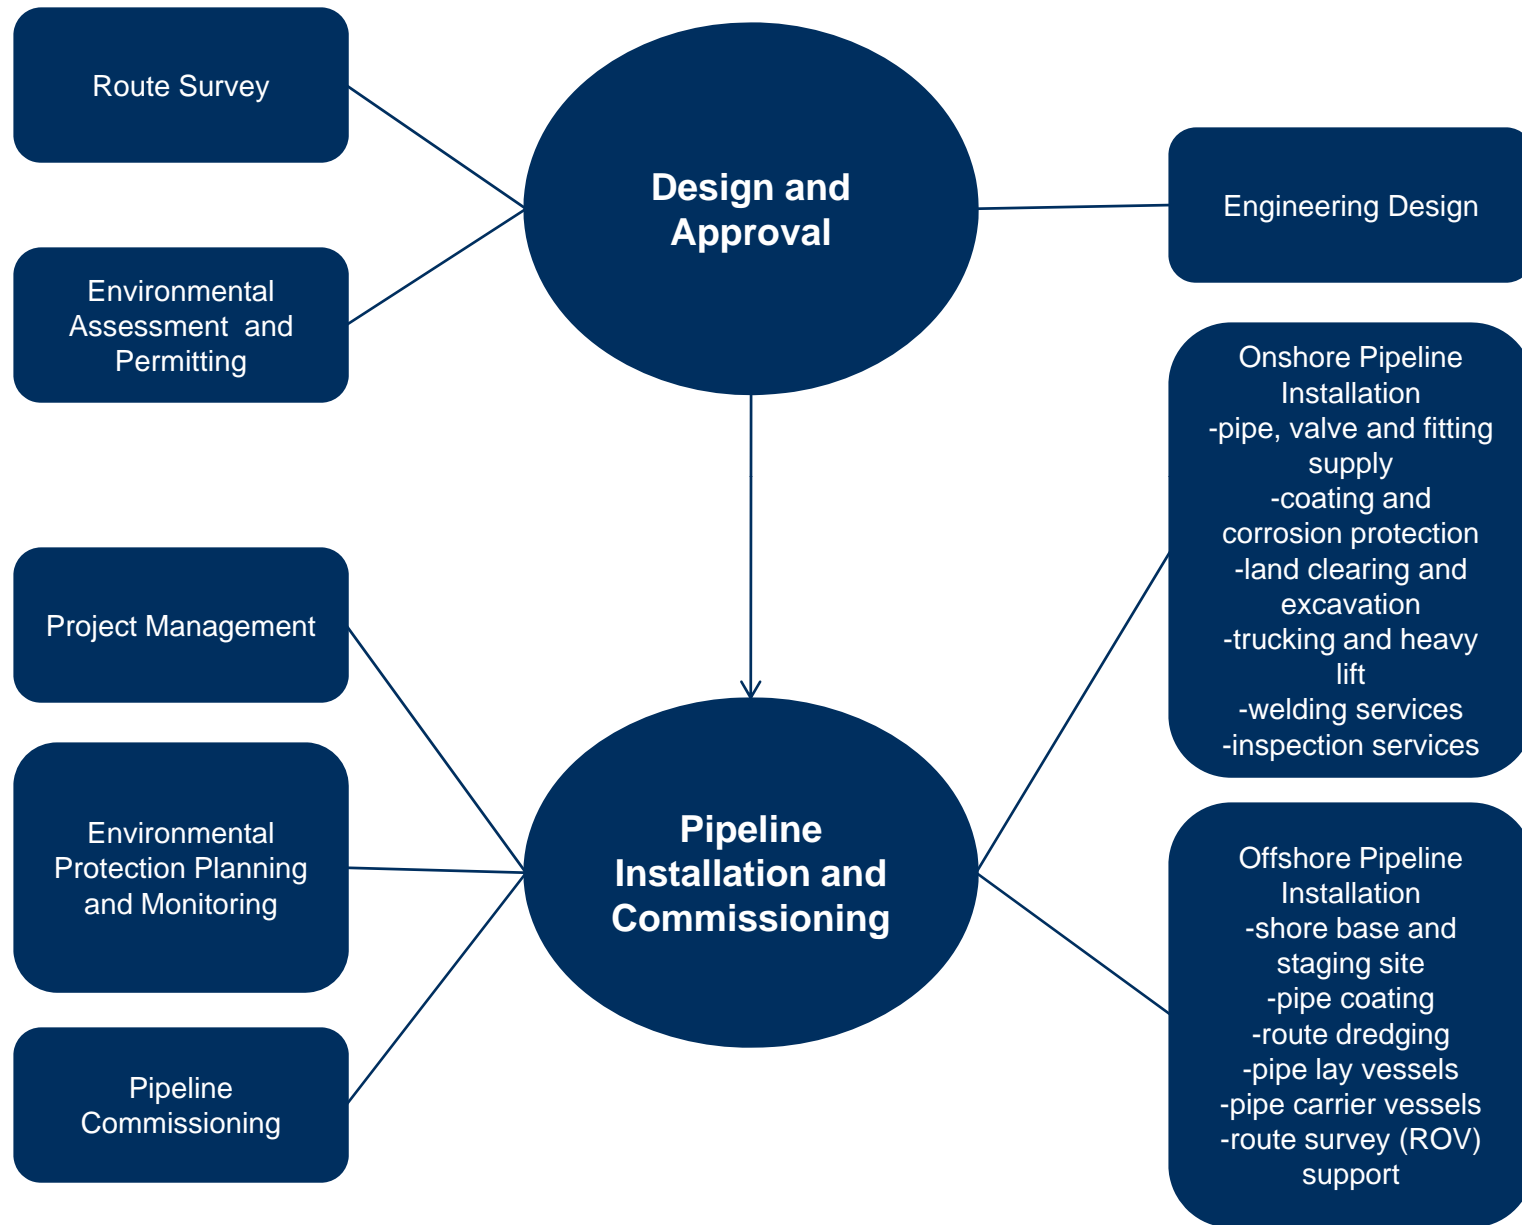 Route Survey
Design and
Approval
Engineering Design
Environmental
Assessment  and
Permitting
Onshore Pipeline
Installation
-pipe, valve and fitting
supply
-coating and
corrosion protection
-land clearing and
excavation
-trucking and heavy
lift
-welding services
-inspection services
Project Management
Environmental
Protection Planning
and Monitoring
Pipeline
Installation and
Commissioning
Offshore Pipeline
Installation
-shore base and
staging site
-pipe coating
-route dredging
-pipe lay vessels
-pipe carrier vessels
-route survey (ROV)
support
Pipeline
Commissioning